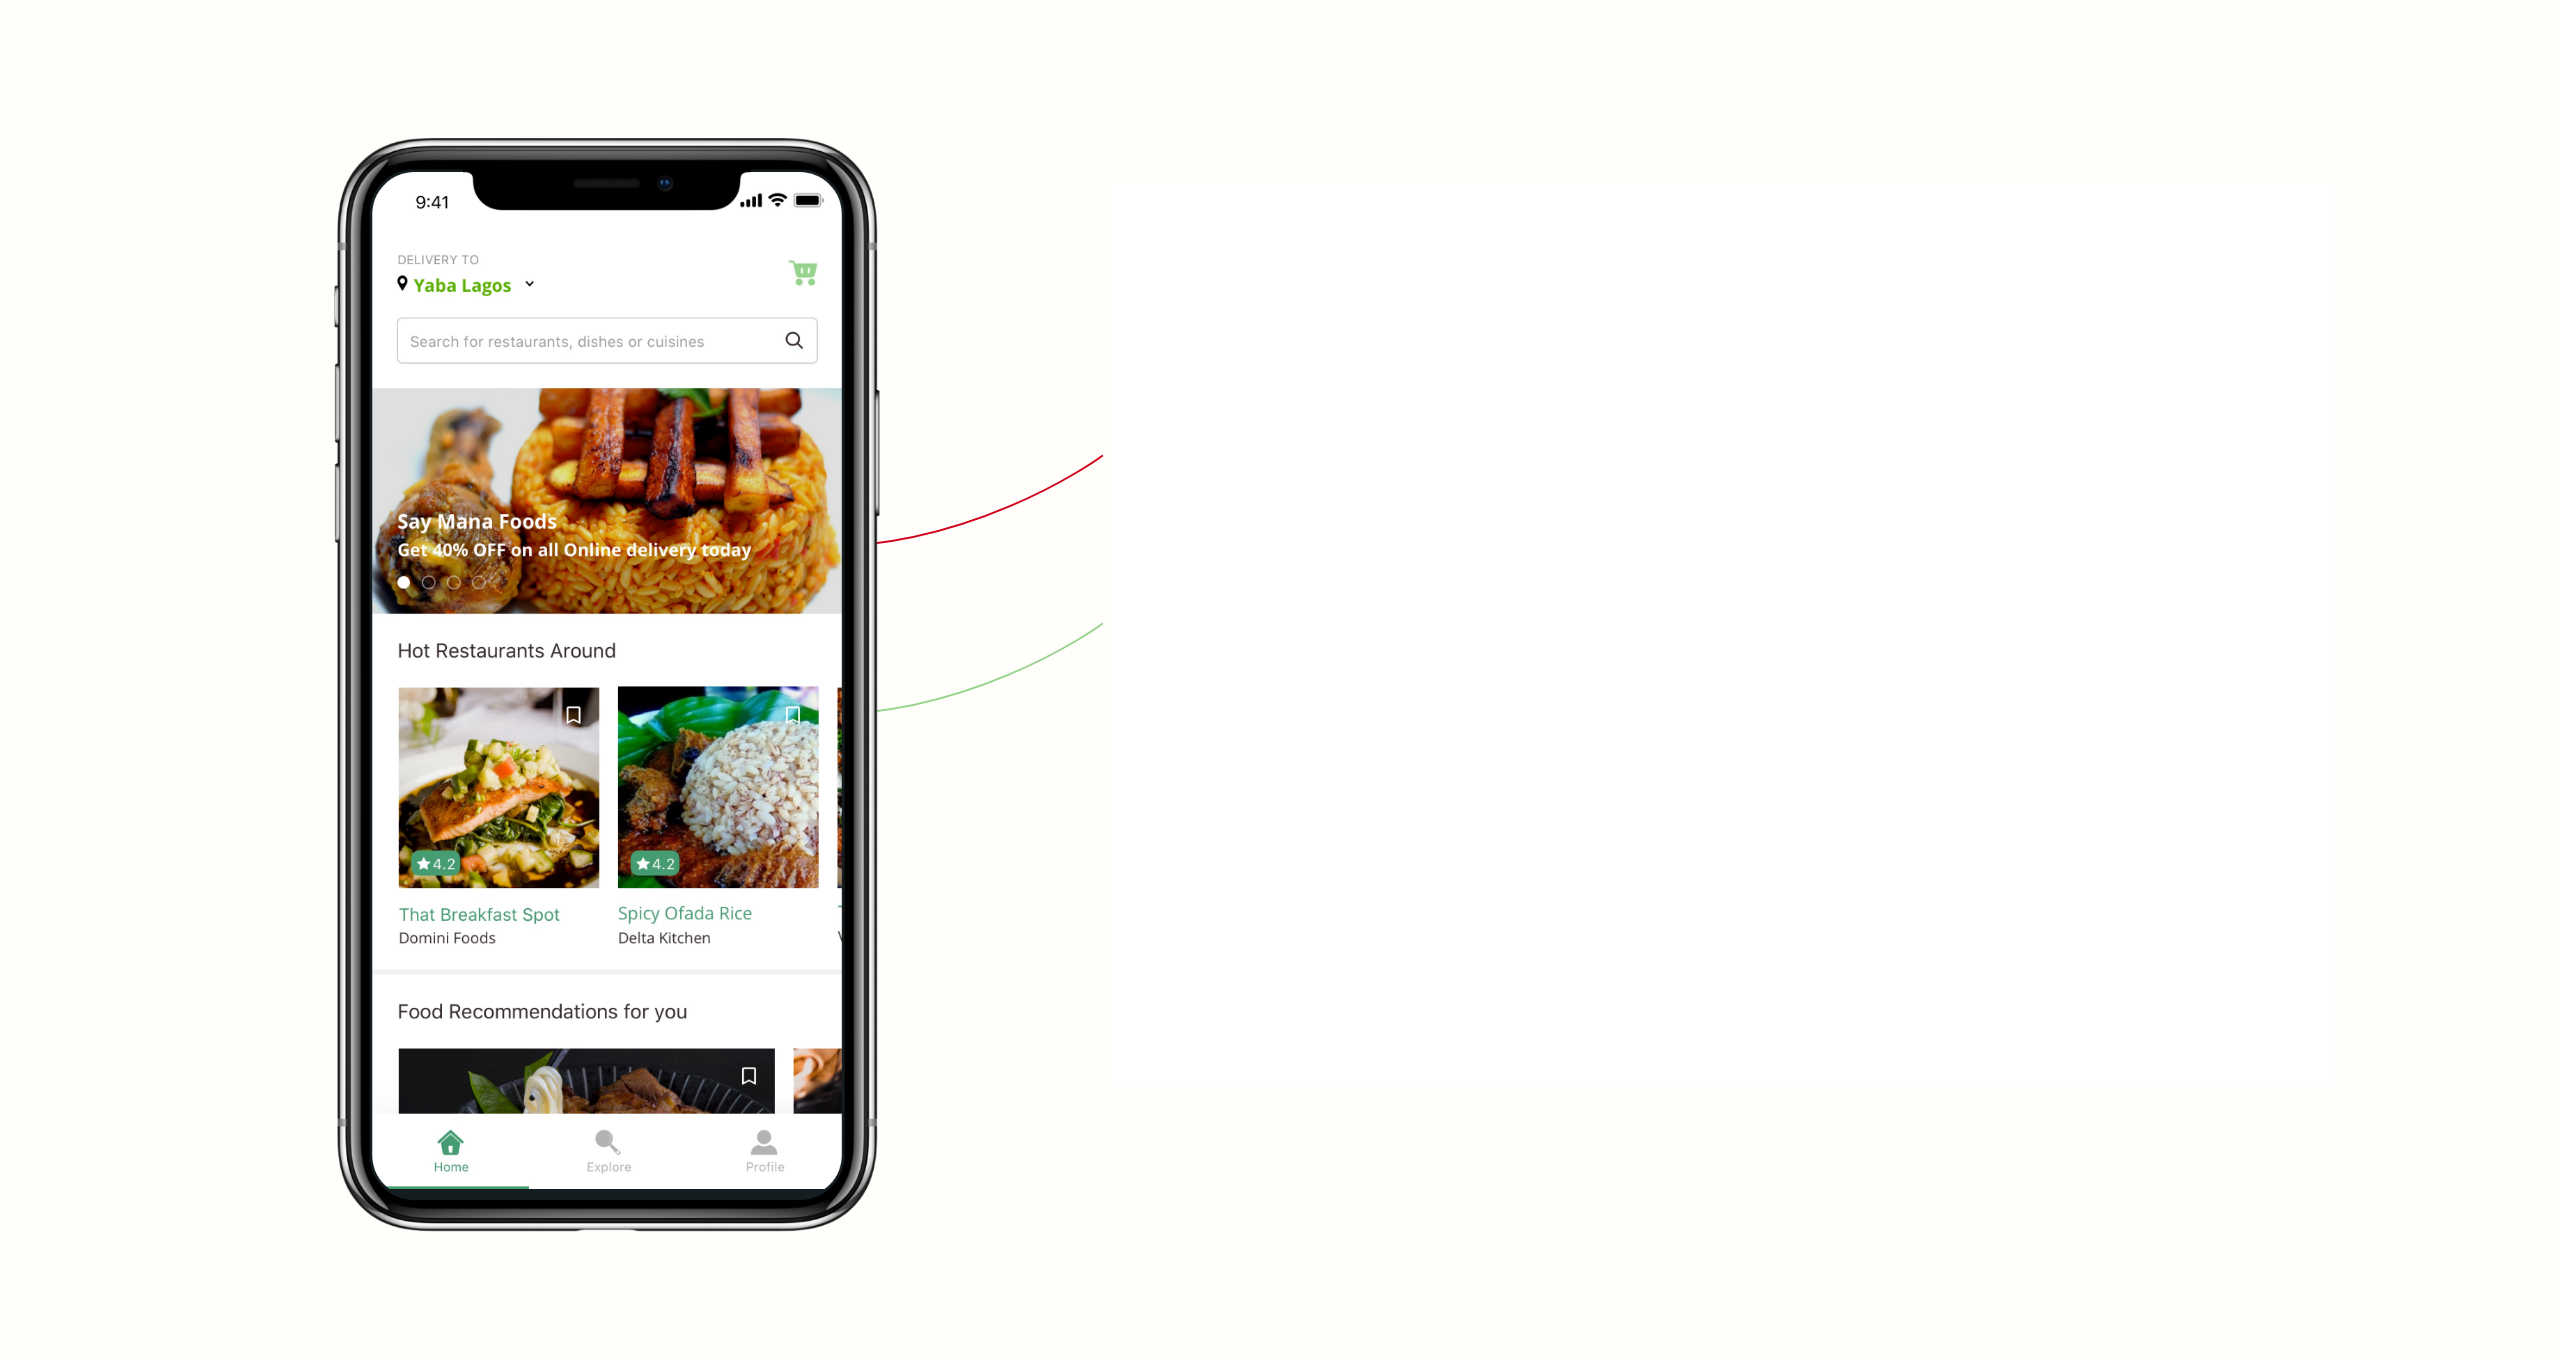 9:41
DELIVERY TO
Yaba Lagos
Search for restaurants, dishes or cuisines
Say Mana Foods
Get 40% OFF on all Online delivery today
Hot Restaurants Around
4.2
4.2
That Breakfast Spot
Spicy Ofada Rice
Domini Foods
Delta Kitchen
Food Recommendations for you
Home
Explore
Profile